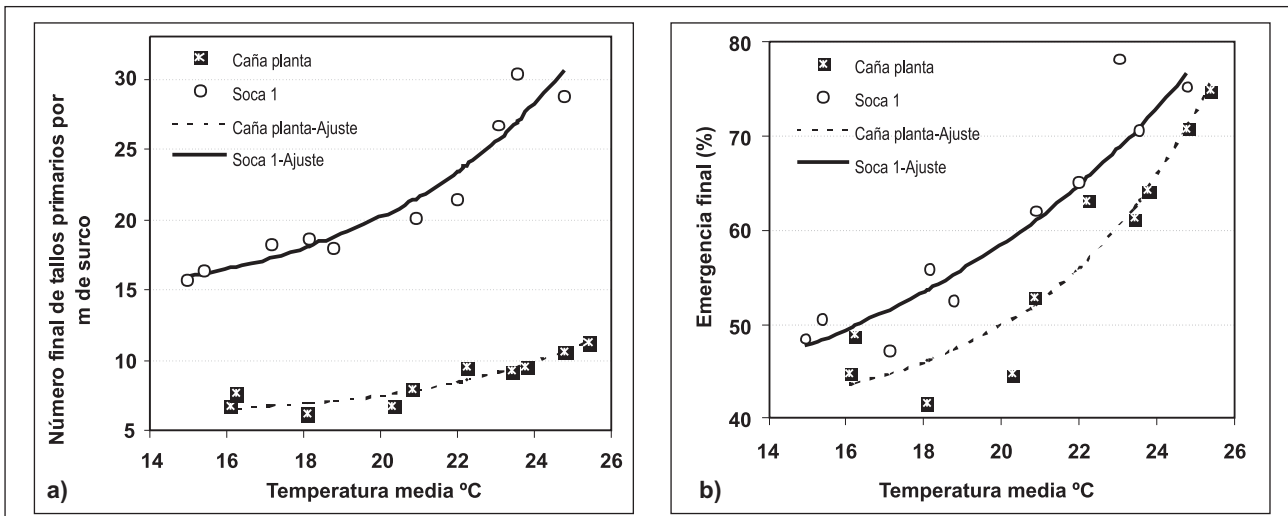 Número final de tallos primarios por
m de surco
30
25
20
15
10
5
Caña planta
Soca 1
Caña planta-Ajuste
Soca 1-Ajuste
14 16 18 20 22 24 26
a)
Temperatura media ºC
Emergencia final (%)
80
70
60
50
40
Caña planta
Soca 1
Caña planta-Ajuste
Soca 1-Ajuste
14 16 18 20 22 24 26
b)
Temperatura media ºC